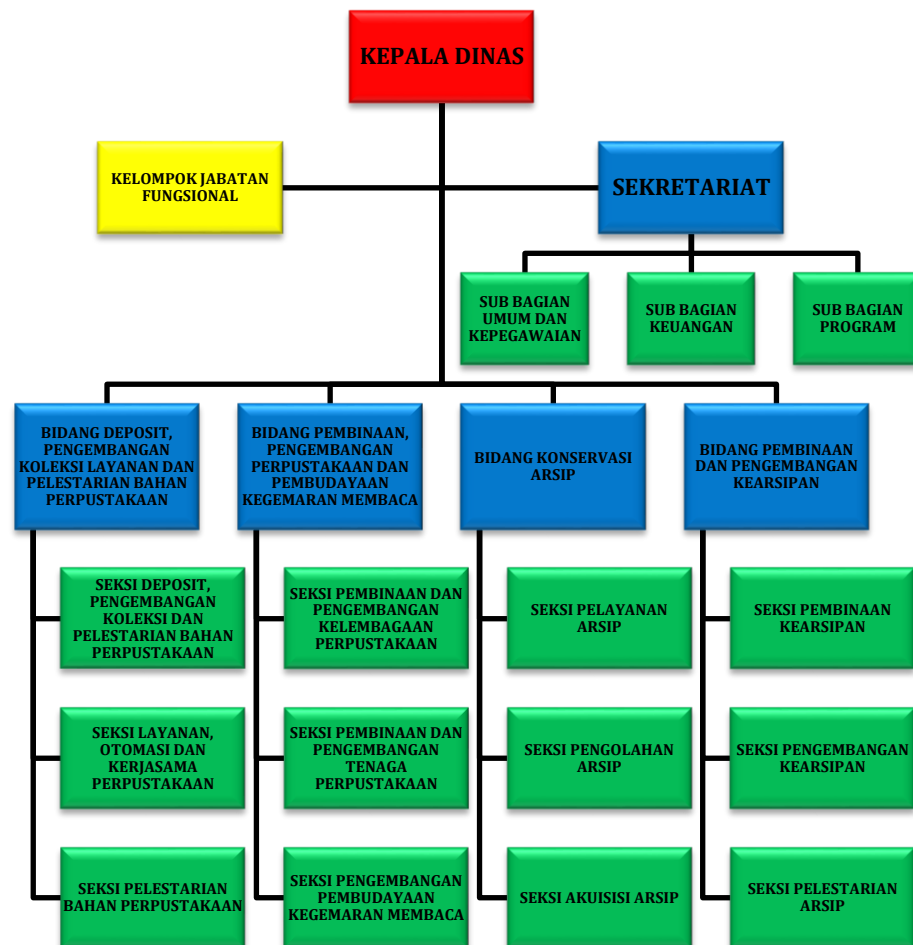 KEPALA
DINAS
KELOMPOK JABATAN
FUNGSIONAL
SEKRETARIAT
SUB BAGIAN
UMUM DAN
KEPEGAWAIAN
SUB BAGIAN
KEUANGAN
SUB BAGIAN
PROGRAM
BIDANG DEPOSIT,
PENGEMBANGAN
KOLEKSI LAYANAN DAN
PELESTARIAN BAHAN
PERPUSTAKAAN
BIDANG PEMBINAAN,
PENGEMBANGAN
PERPUSTAKAAN DAN
PEMBUDAYAAN
KEGEMARAN MEMBACA
BIDANG KONSERVASI
ARSIP
BIDANG PEMBINAAN
DAN PENGEMBANGAN
KEARSIPAN
SEKSI DEPOSIT,
PENGEMBANGAN
KOLEKSI DAN
PELESTARIAN BAHAN
PERPUSTAKAAN
SEKSI PEMBINAAN DAN
PENGEMBANGAN
KELEMBAGAAN
PERPUSTAKAAN
SEKSI PELAYANAN
ARSIP
SEKSI PEMBINAAN
KEARSIPAN
SEKSI LAYANAN,
OTOMASI DAN
KERJASAMA
PERPUSTAKAAN
SEKSI PEMBINAAN DAN
PENGEMBANGAN
TENAGA
PERPUSTAKAAN
SEKSI PENGOLAHAN
ARSIP
SEKSI PENGEMBANGAN
KEARSIPAN
SEKSI PELESTARIAN
BAHAN PERPUSTAKAAN
SEKSI PENGEMBANGAN
PEMBUDAYAAN
KEGEMARAN MEMBACA
SEKSI AKUISISI ARSIP
SEKSI PELESTARIAN
ARSIP